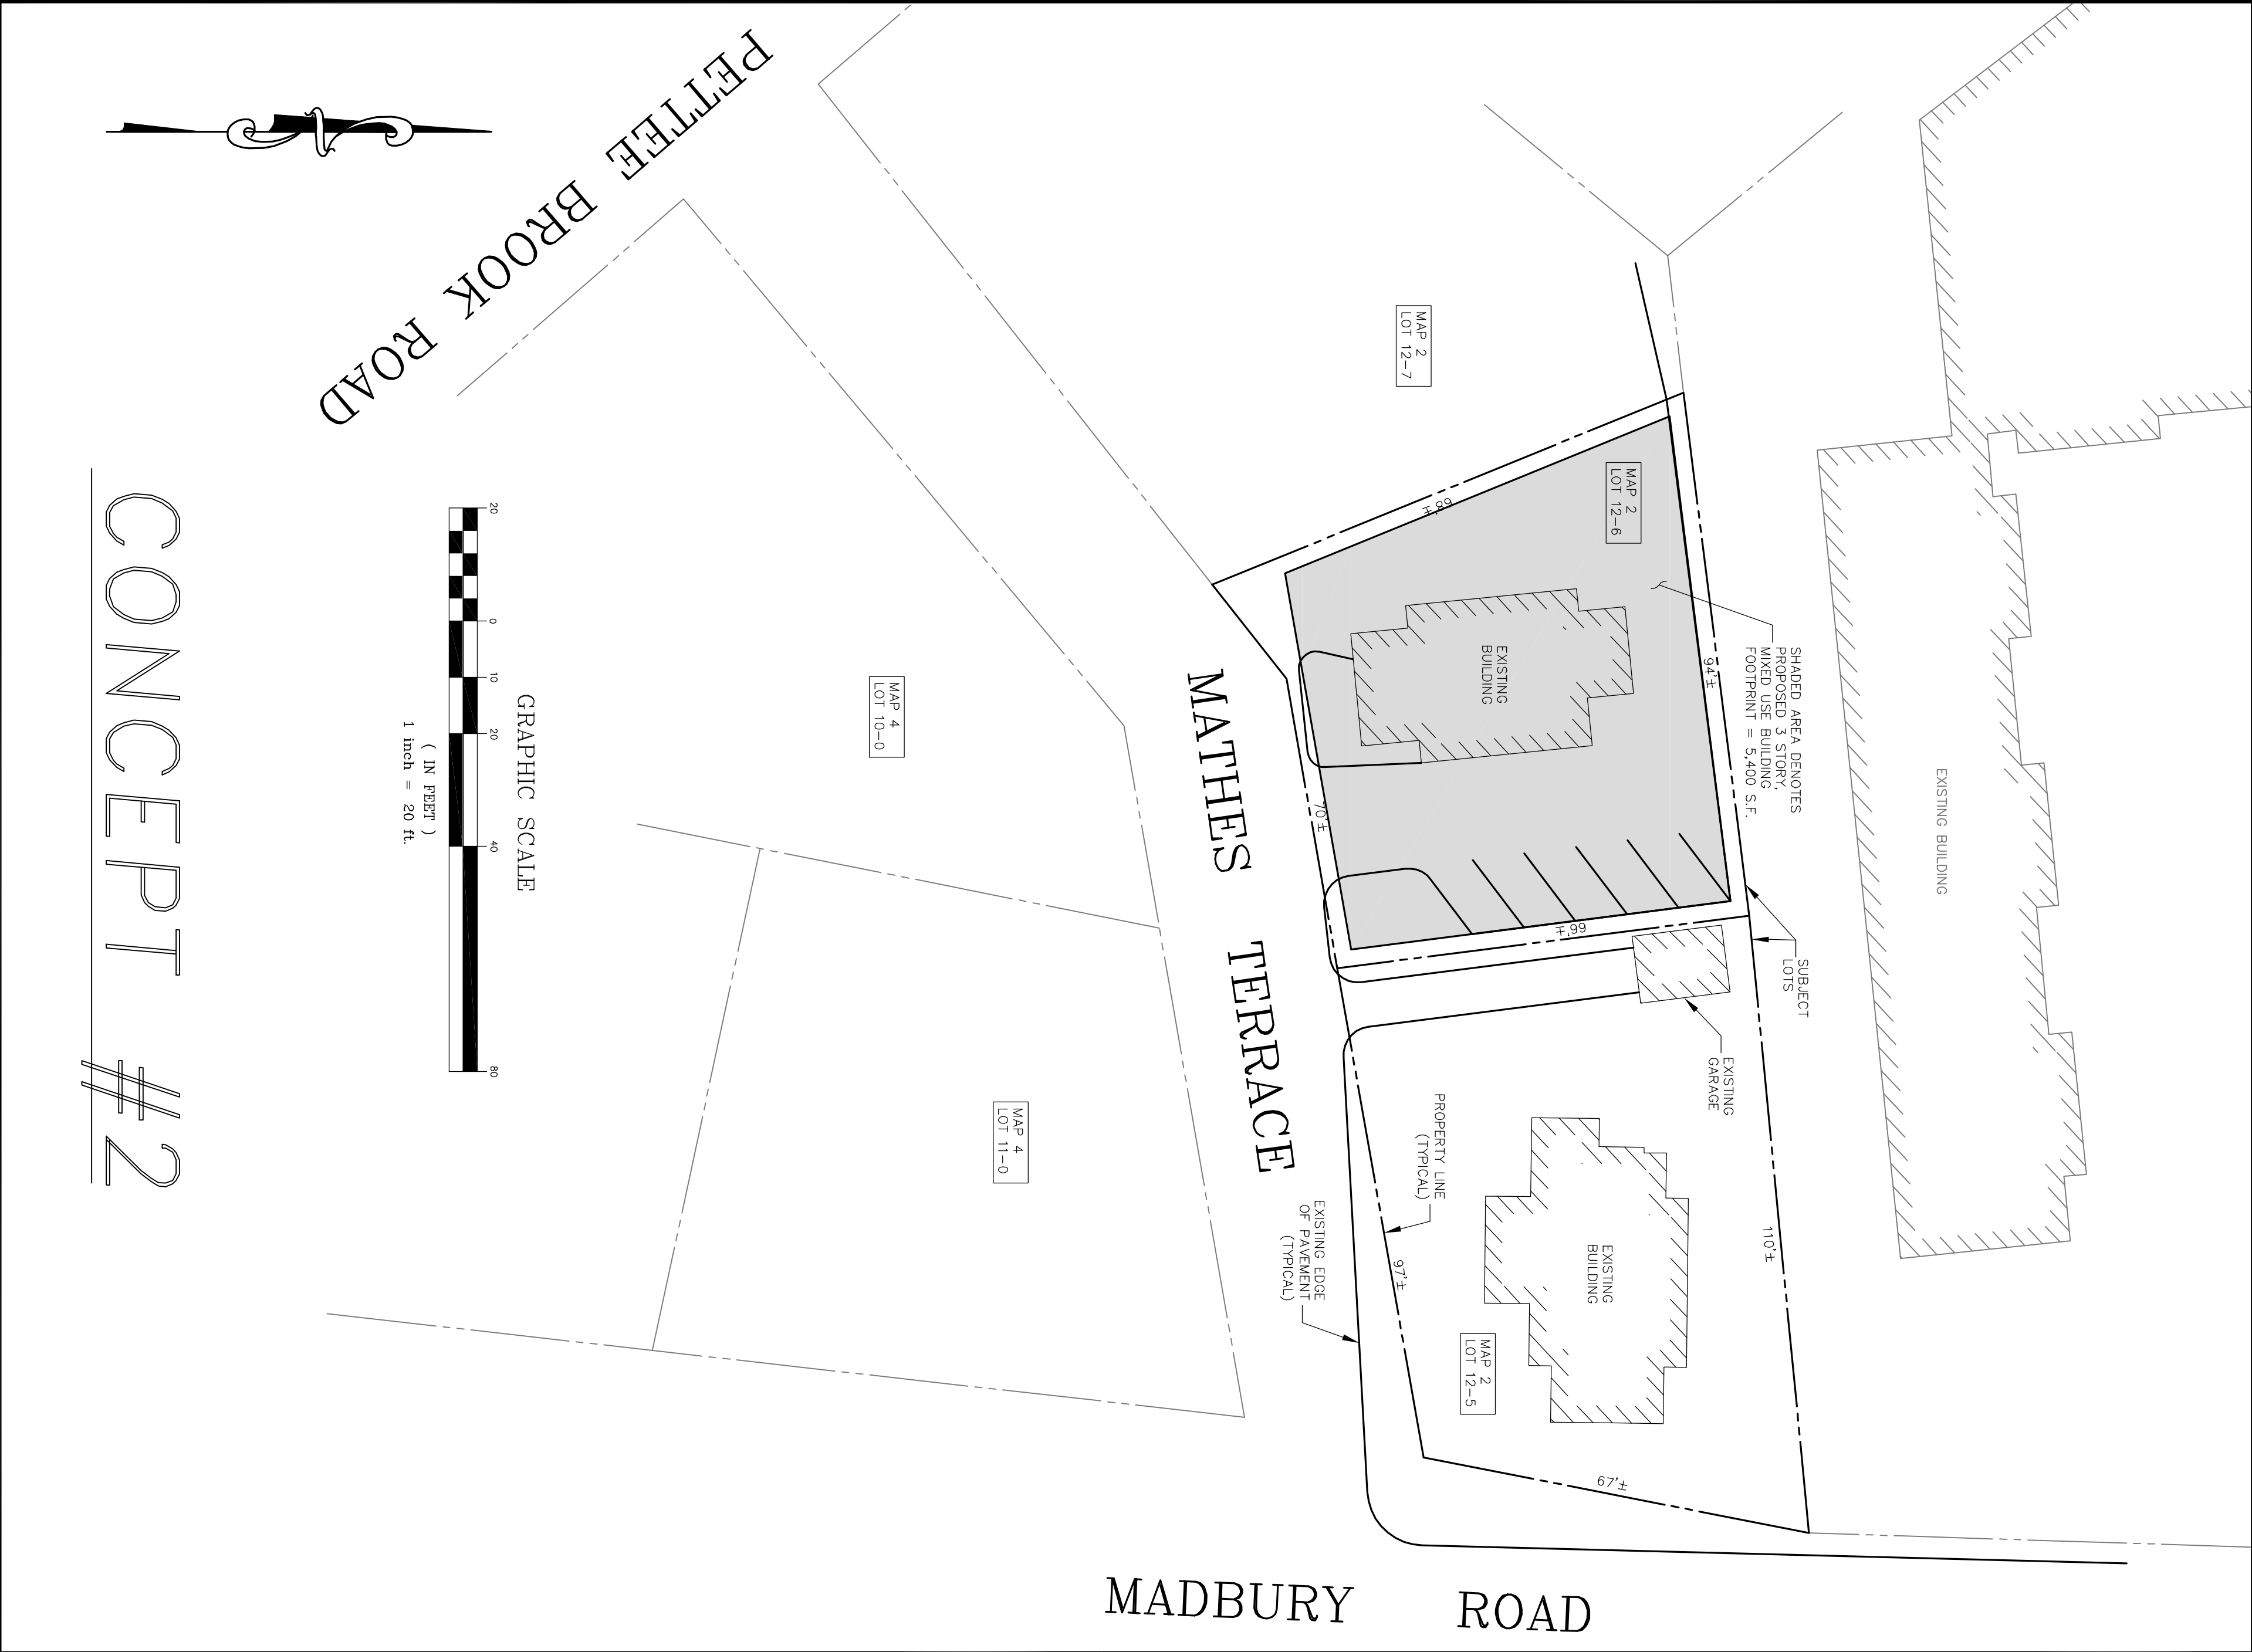 PETTEE BROOK ROAD
N
MAP 2
LOT 12-7
MAP 2
LOT 12-6
89'±
94'±
66'±
70'±
EXISTING
BUILDING
SHADED AREA DENOTES
PROPOSED 3 STORY,
MIXED USE BUILDING
FOOTPRINT = 5,400 S.F.
EXISTING BUILDING
SUBJECT
LOTS
EXISTING
GARAGE
MATHES TERRACE
PROPERTY LINE
(TYPICAL)
EXISTING EDGE
OF PAVEMENT
(TYPICAL)
110'±
97'±
67'±
EXISTING
BUILDING
MAP 2
LOT 12-5
MAP 4
LOT 10-0
MAP 4
LOT 11-0
MADBURY ROAD
GRAPHIC SCALE
20 0 10 20 40 80
( IN FEET )
1 inch = 20 ft.
CONCEPT #2